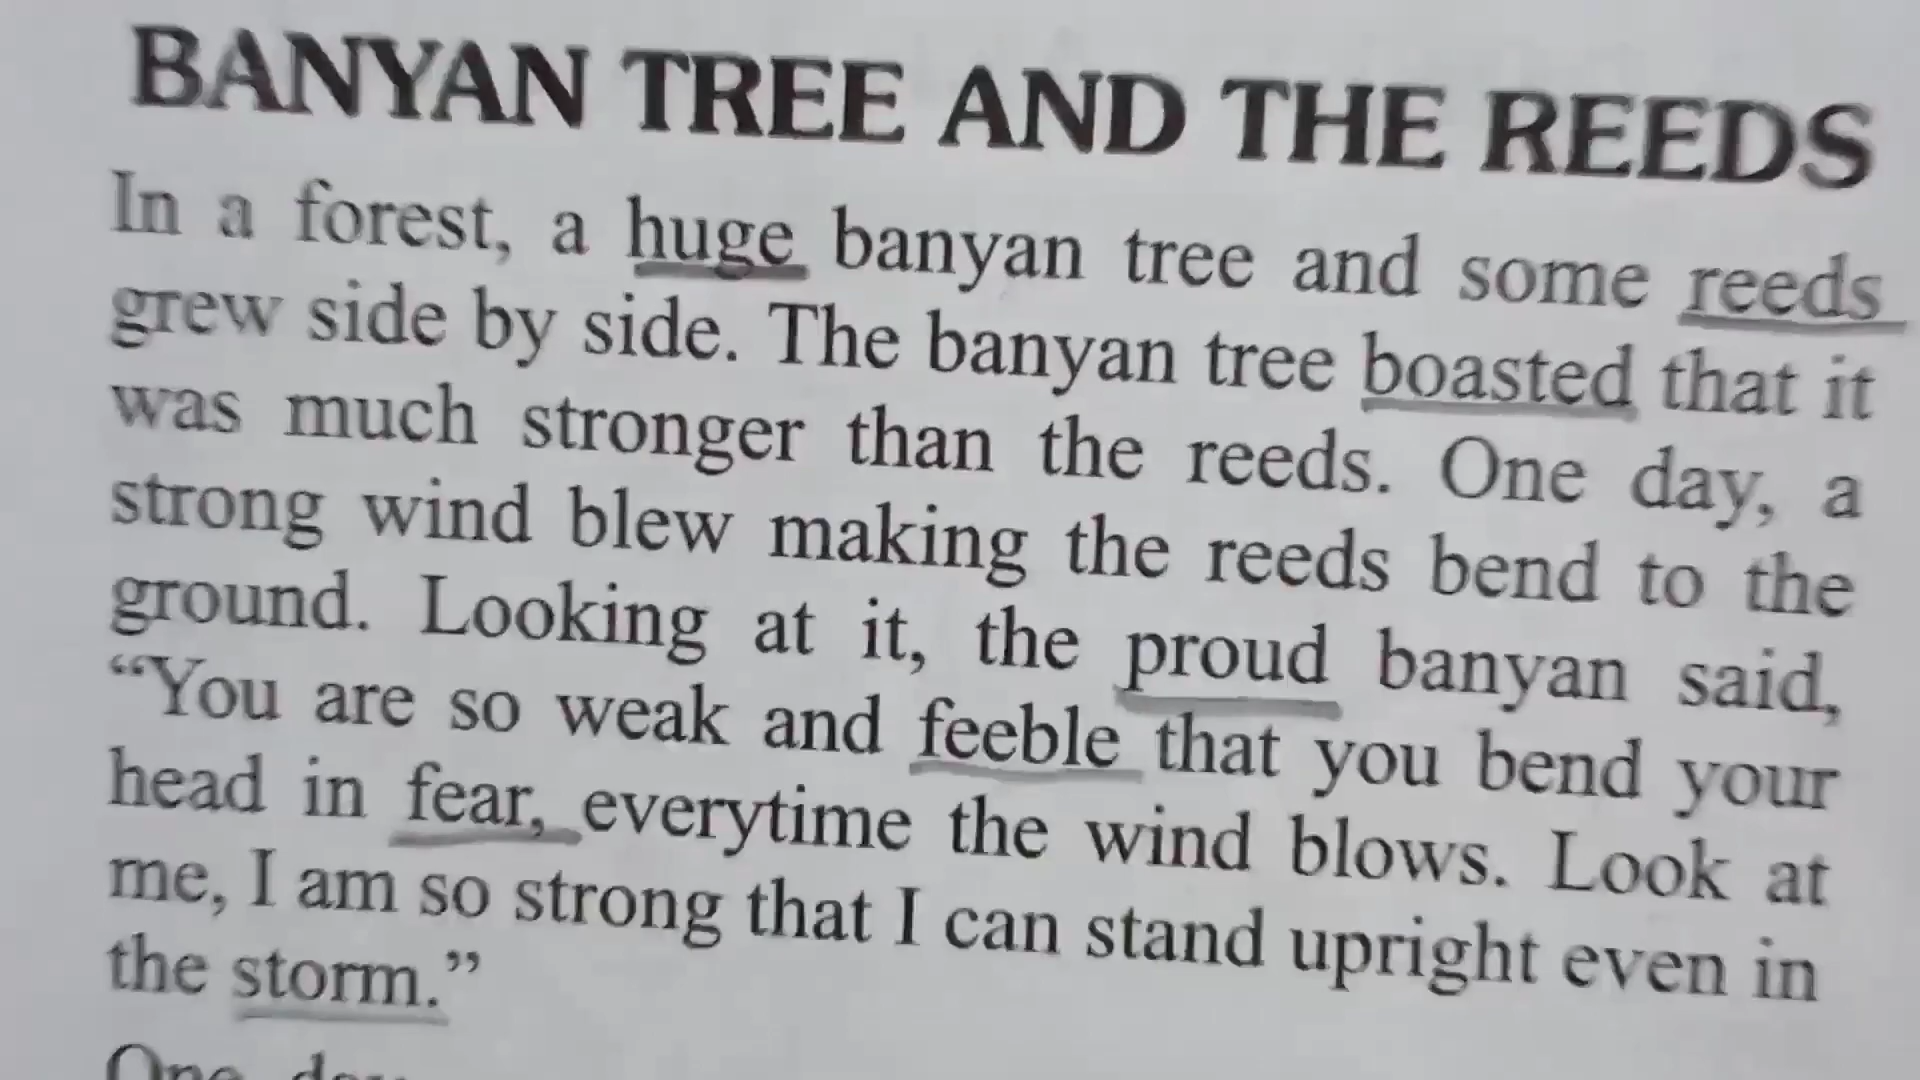 BANYAN TREE AND THE REEDS
In a forest, a huge banyan tree and some reeds
grew side by side. The banyan tree boasted that it
was much stronger than the reeds. One day, a
strong wind blew making the reeds bend to the
ground. Looking at it, the proud banyan said,
“You are so weak and feeble that you bend your
head in fear, everytime the wind blows. Look at
me, I am so strong that I can stand upright even in
the storm.”
One day